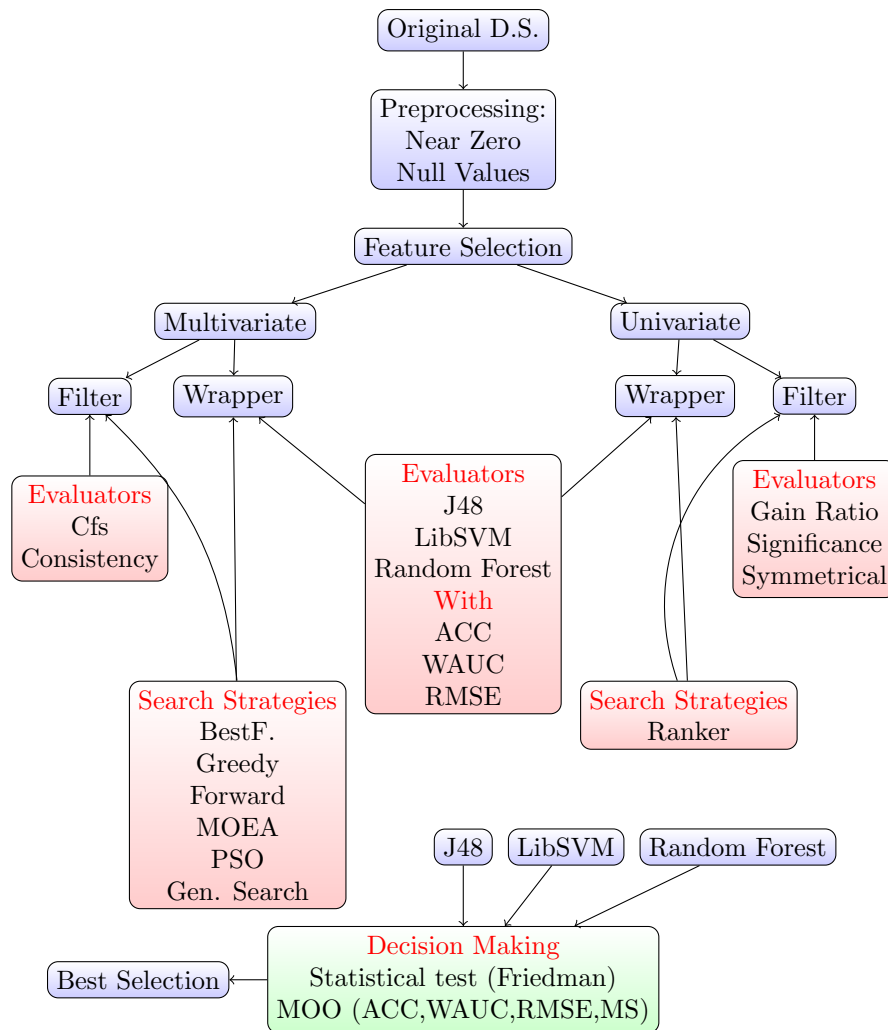 Original D.S.
Preprocessing:
Near Zero
Null Values
Feature Selection
Multivariate
Univariate
Filter
Wrapper
Wrapper
Filter
Evaluators
Cfs
Consistency
Evaluators
J48
LibSVM
Random Forest
With
ACC
WAUC
RMSE
Evaluators
Gain Ratio
Significance
Symmetrical
Search Strategies
BestF.
Greedy
Forward
MOEA
PSO
Gen. Search
Search Strategies
Ranker
J48
LibSVM
Random Forest
Decision Making
Statistical test (Friedman)
MOO (ACC,WAUC,RMSE,MS)
Best Selection